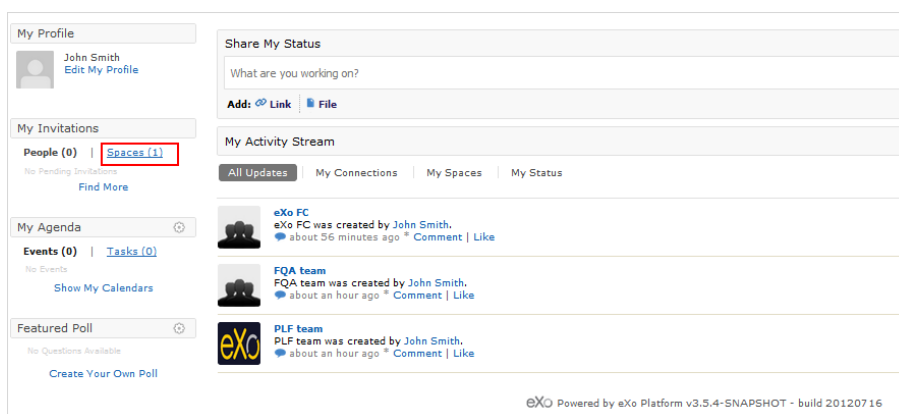 My Profile
John Smith
Edit My Profile
My Invitations
People (0) | Spaces (1)
No Pending Invitations
Find More
My Agenda
Events (0) | Tasks (0)
No Events
Show My Calendars
Featured Poll
No Questions Available
Create Your Own Poll
Share My Status
What are you working on?
Add: Link File
My Activity Stream
All Updates My Connections My Spaces My Status
eXo FC
eXo FC was created by John Smith.
about 56 minutes ago * Comment | Like
FQA team
FQA team was created by John Smith.
about an hour ago * Comment | Like
eXo
PLF team
PLF team was created by John Smith.
about an hour ago * Comment | Like
eXo Powered by eXo Platform v3.5.4-SNAPSHOT - build 20120716